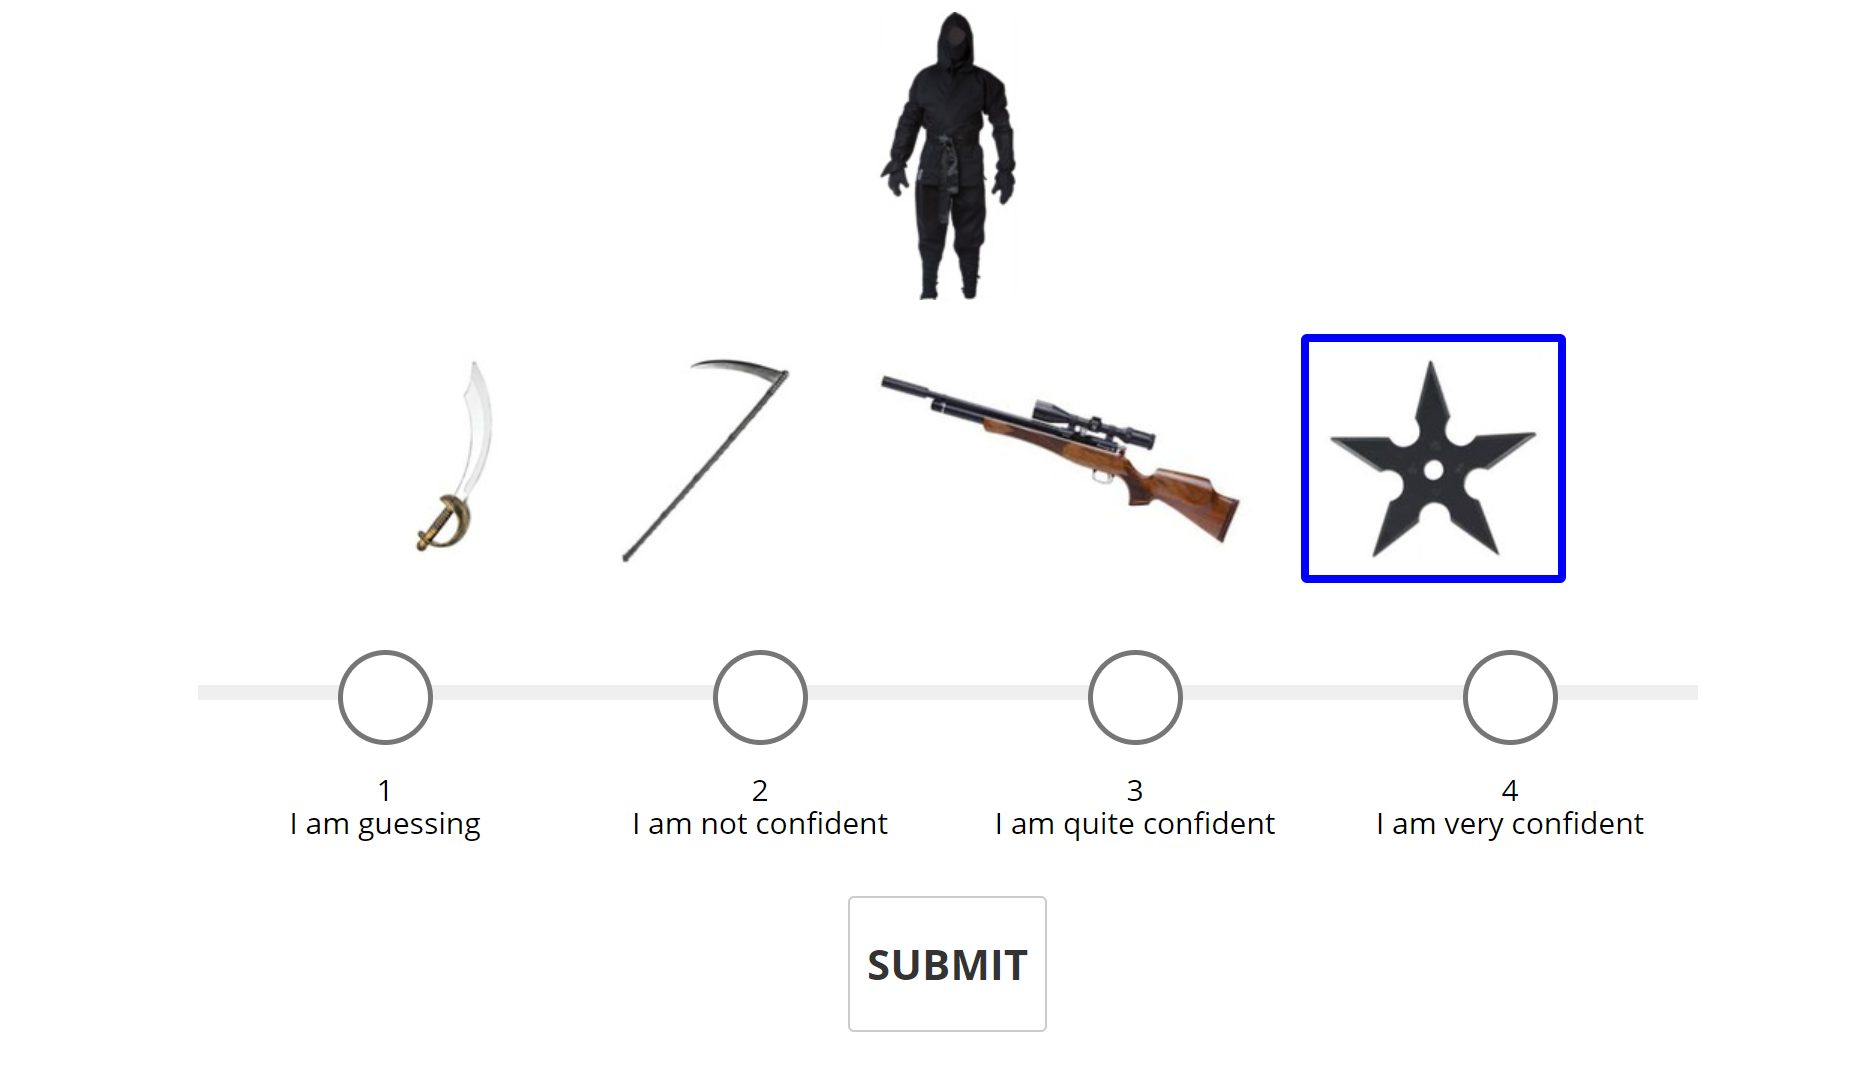 1
I am guessing
2
I am not confident
3
I am quite confident
4
I am very confident
SUBMIT